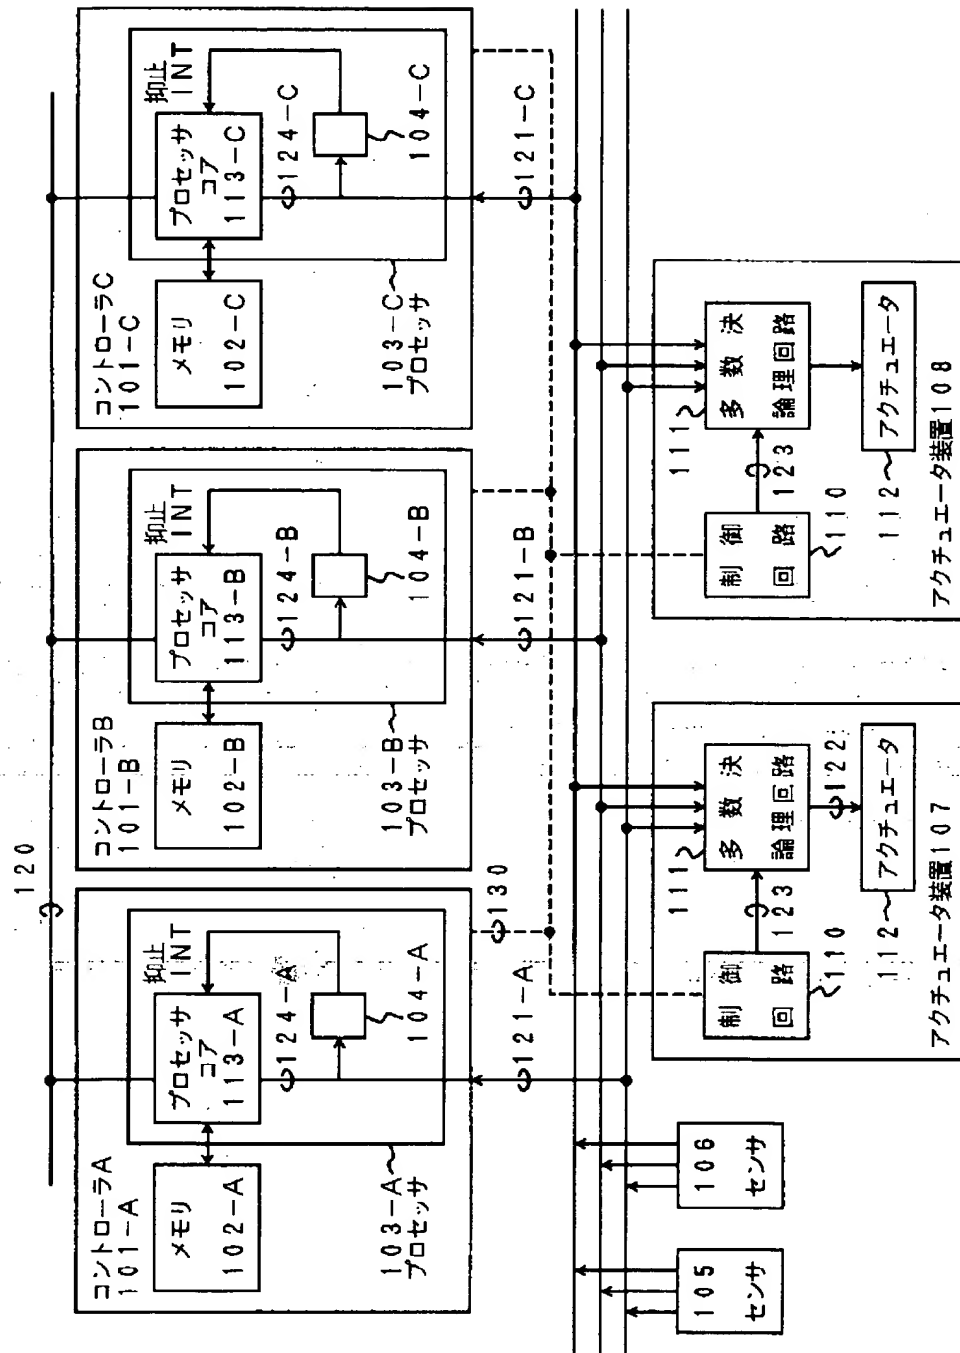 120
コントローラA
101-A
メモリ
102-A
プロセッサ
コア
113-A
抑止
INT
124-A
104-A
103-A
プロセッサ
コントローラB
101-B
メモリ
102-B
プロセッサ
コア
113-B
抑止
INT
124-B
104-B
103-B
プロセッサ
コントローラC
101-C
メモリ
102-C
プロセッサ
コア
113-C
抑止
INT
124-C
104-C
103-C
プロセッサ
121-A
130
121-B
121-C
105
センサ
106
センサ
制御
回路
110
123
111
多数決
論理回路
122
112
アクチュエータ
アクチュエータ装置107
制御
回路
110
123
111
多数決
論理回路
112
アクチュエータ
アクチュエータ装置108